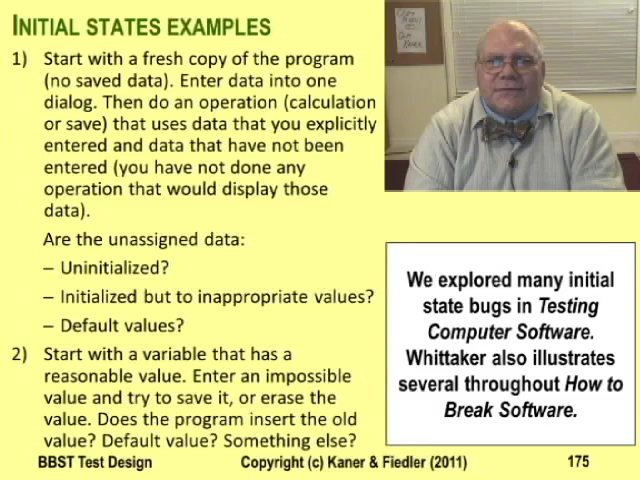 INITIAL STATES EXAMPLES
1) Start with a fresh copy of the program
(no saved data). Enter data into one
dialog. Then do an operation (calculation
or save) that uses data that you explicitly
entered and data that have not been
entered (you have not done any
operation that would display those
data).
Are the unassigned data:
– Uninitialized?
– Initialized but to inappropriate values?
– Default values?
2) Start with a variable that has a
reasonable value. Enter an impossible
value and try to save it, or erase the
value. Does the program insert the old
value? Default value? Something else?
We explored many initial
state bugs in Testing
Computer Software.
Whittaker also illustrates
several throughout How to
Break Software.
BBST Test Design Copyright (c) Kaner & Fiedler (2011) 175